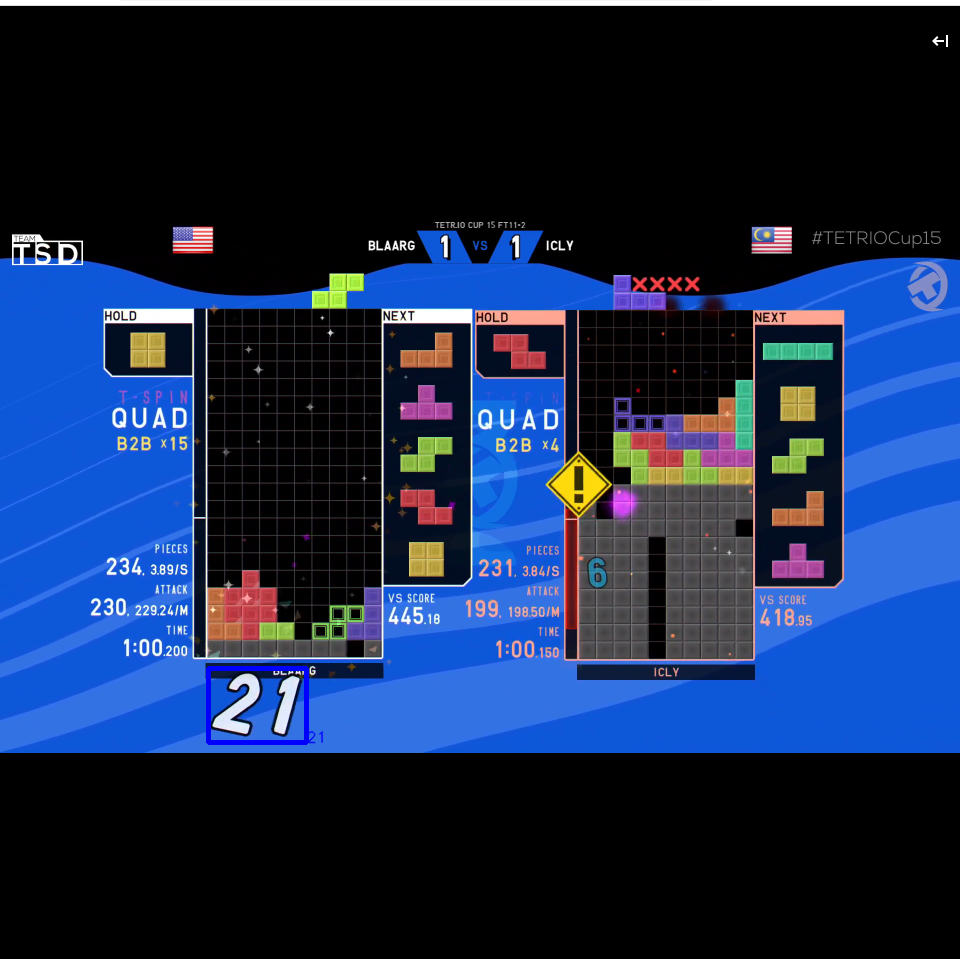 TETR.IO CUP 15 FT11-2
TEAM
TSD
BLAARG 1 VS 1 ICLY
#TETRIOCup15
HOLD
NEXT
HOLD
NEXT
T-SPIN
QUAD
B2B ×15
T-SPIN
QUAD
B2B ×4
!
PIECES
234, 3.89/S
ATTACK
230, 229.24/M
TIME
1:00.200
VS SCORE
445.18
PIECES
231, 3.84/S
ATTACK
199, 198.50/M
TIME
1:00.150
6
VS SCORE
418.95
BLAARG
ICLY
21
21